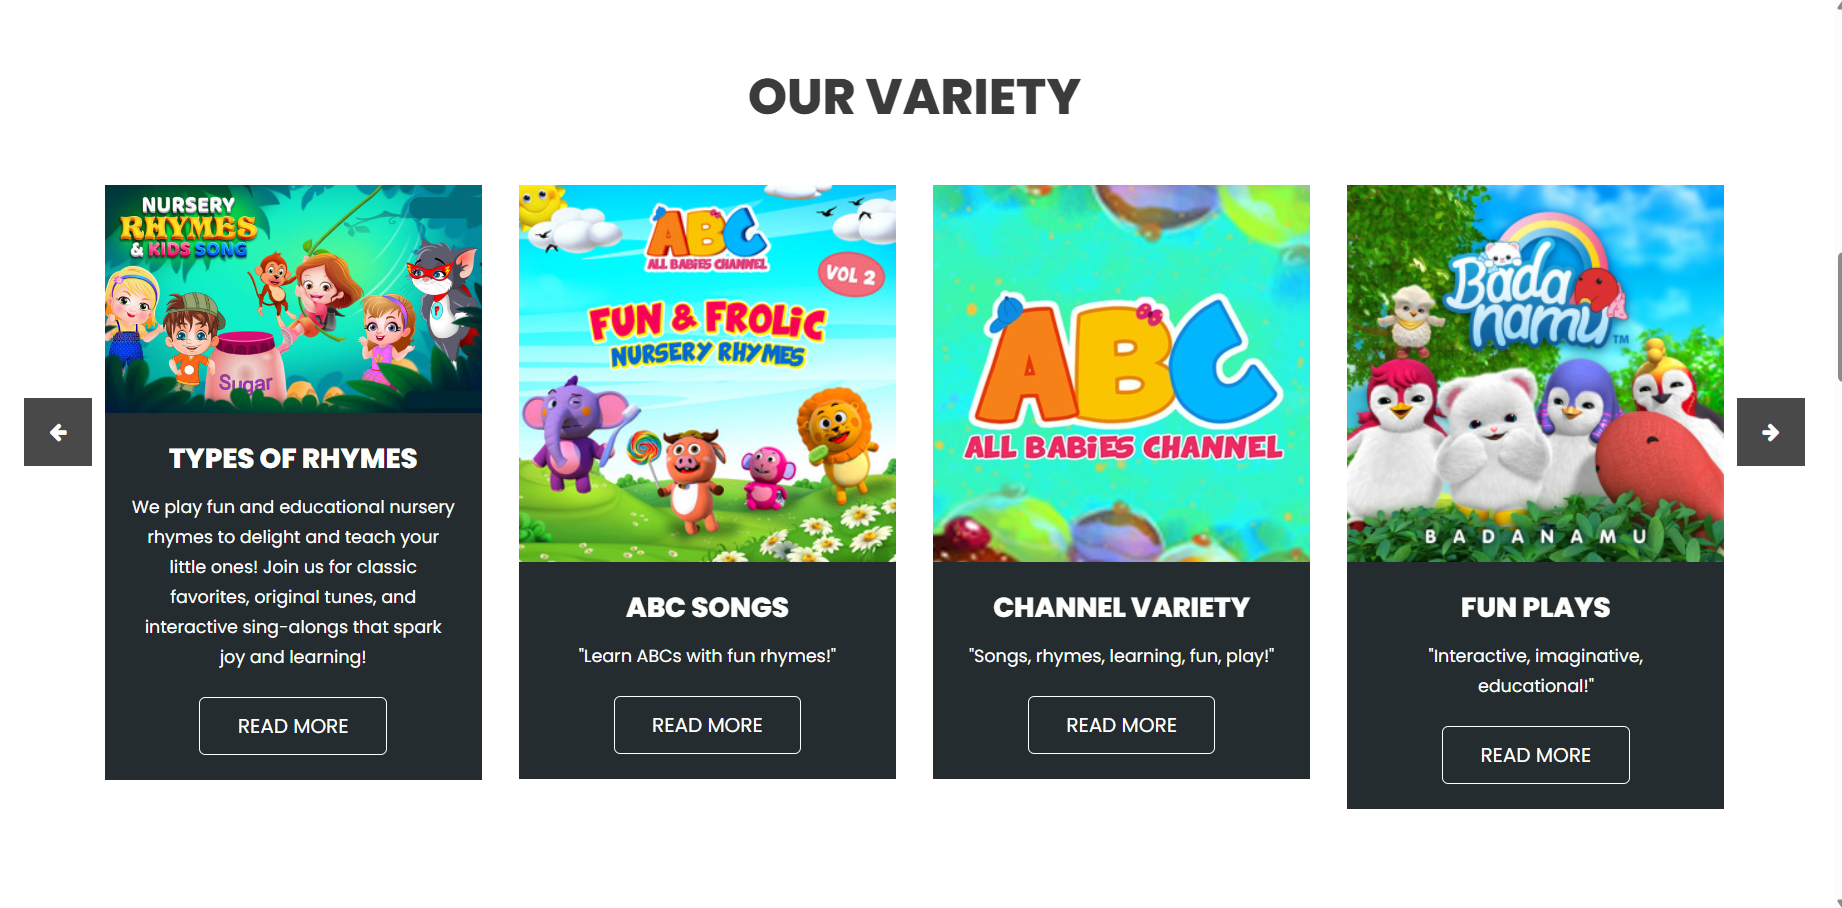 OUR VARIETY
NURSERY
RHYMES
& KIDS SONG
Sugar
TYPES OF RHYMES
We play fun and educational nursery
rhymes to delight and teach your
little ones! Join us for classic
favorites, original tunes, and
interactive sing-alongs that spark
joy and learning!
READ MORE
ABC
ALL BABIES CHANNEL
VOL 2
FUN & FROLIC
NURSERY RHYMES
ABC SONGS
"Learn ABCs with fun rhymes!"
READ MORE
ABC
ALL BABIES CHANNEL
CHANNEL VARIETY
"Songs, rhymes, learning, fun, play!"
READ MORE
Bada
namu™
BADANAMU
FUN PLAYS
"Interactive, imaginative,
educational!"
READ MORE